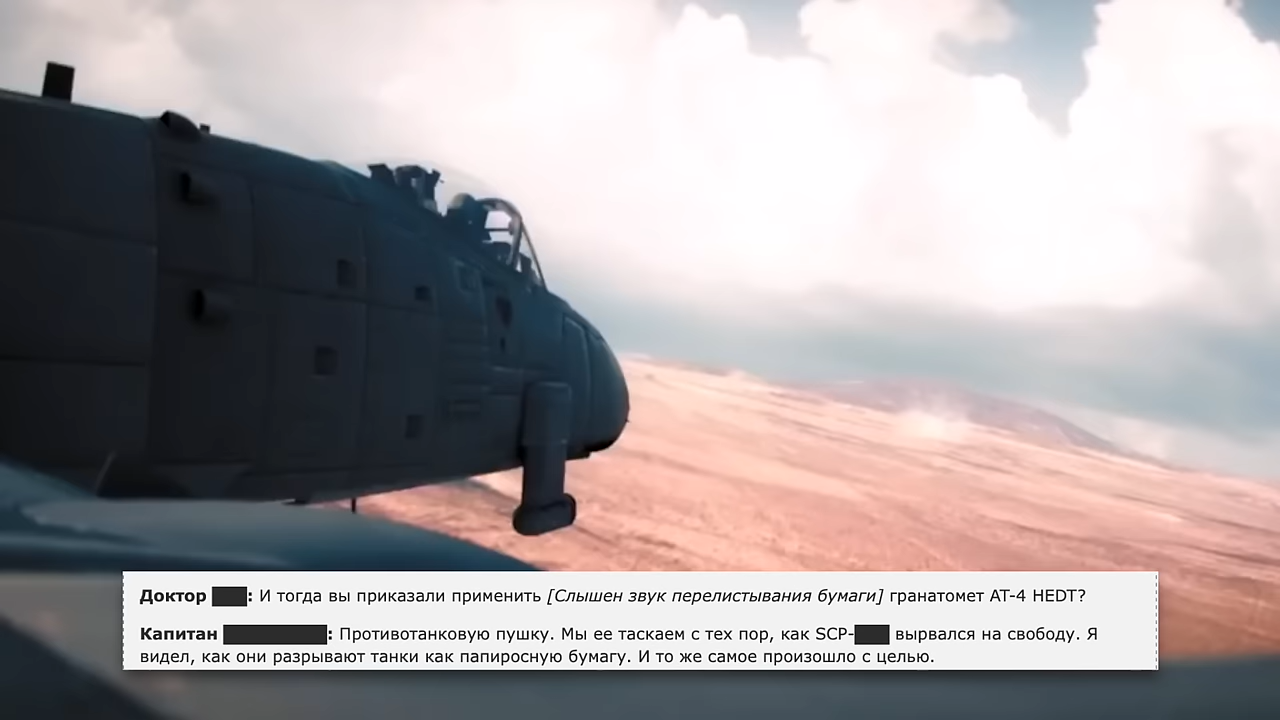 Доктор ███: И тогда вы приказали применить [Слышен звук перелистывания бумаги] гранатомет AT-4 HEDT?
Капитан █████████: Противотанковую пушку. Мы ее таскаем с тех пор, как SCP-███ вырвался на свободу. Я
видел, как они разрывают танки как папиросную бумагу. И то же самое произошло с целью.